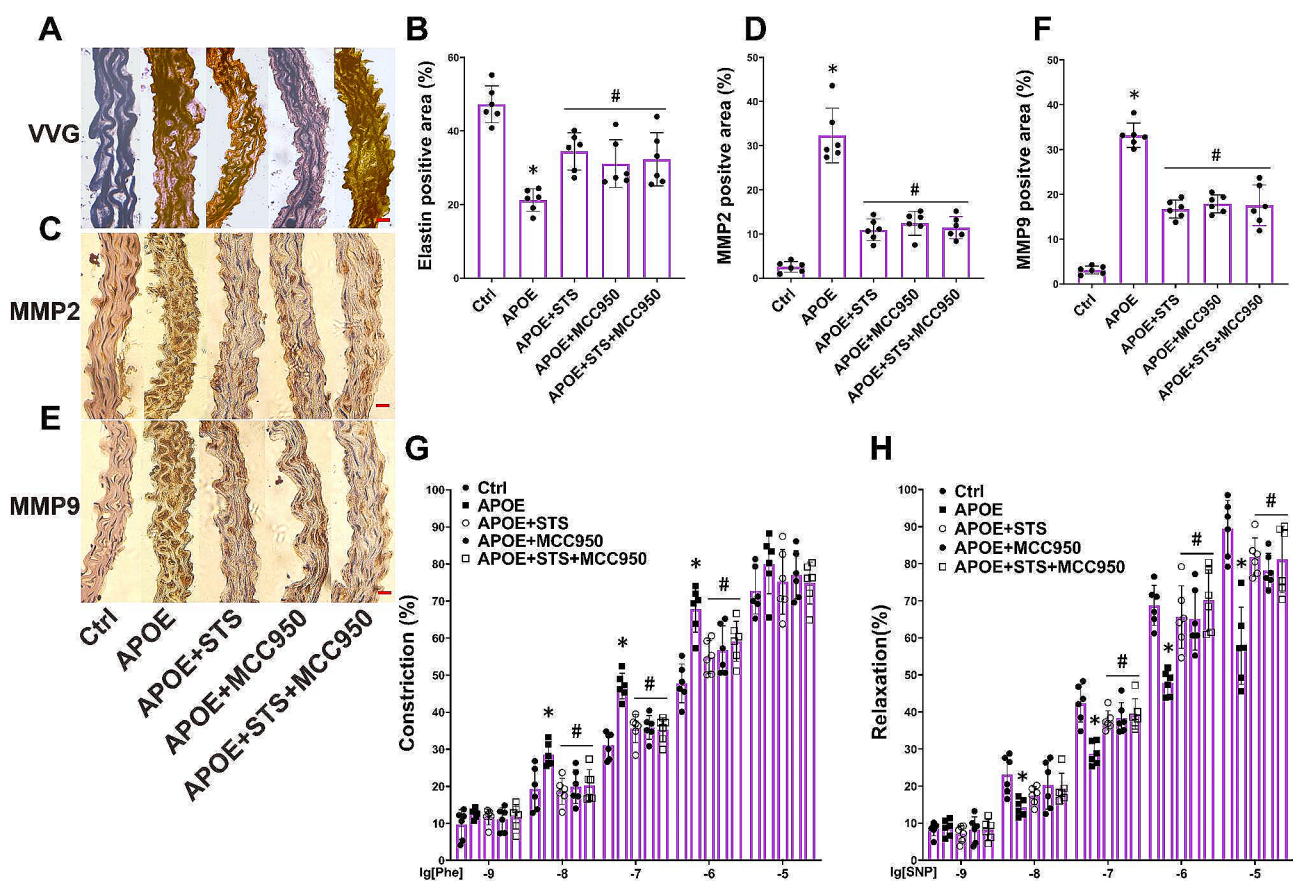 A
VVG
C
MMP2
E
MMP9
Ctrl
APOE
APOE+STS
APOE+MCC950
APOE+STS+MCC950
B
Elastin positive area (%)
60
40
20
0
*
#
Ctrl
APOE
APOE+STS
APOE+MCC950
APOE+STS+MCC950
D
MMP2 positve area (%)
50
40
30
20
10
0
*
#
Ctrl
APOE
APOE+STS
APOE+MCC950
APOE+STS+MCC950
F
MMP9 positve area (%)
50
40
30
20
10
0
*
#
Ctrl
APOE
APOE+STS
APOE+MCC950
APOE+STS+MCC950
G
Ctrl
APOE
APOE+STS
APOE+MCC950
APOE+STS+MCC950
Constriction (%)
100
90
80
70
60
50
40
30
20
10
0
* # * # * #
lg[Phe] -9 -8 -7 -6 -5
H
Ctrl
APOE
APOE+STS
APOE+MCC950
APOE+STS+MCC950
Relaxation(%)
100
90
80
70
60
50
40
30
20
10
0
* * # * # * #
lg[SNP] -9 -8 -7 -6 -5